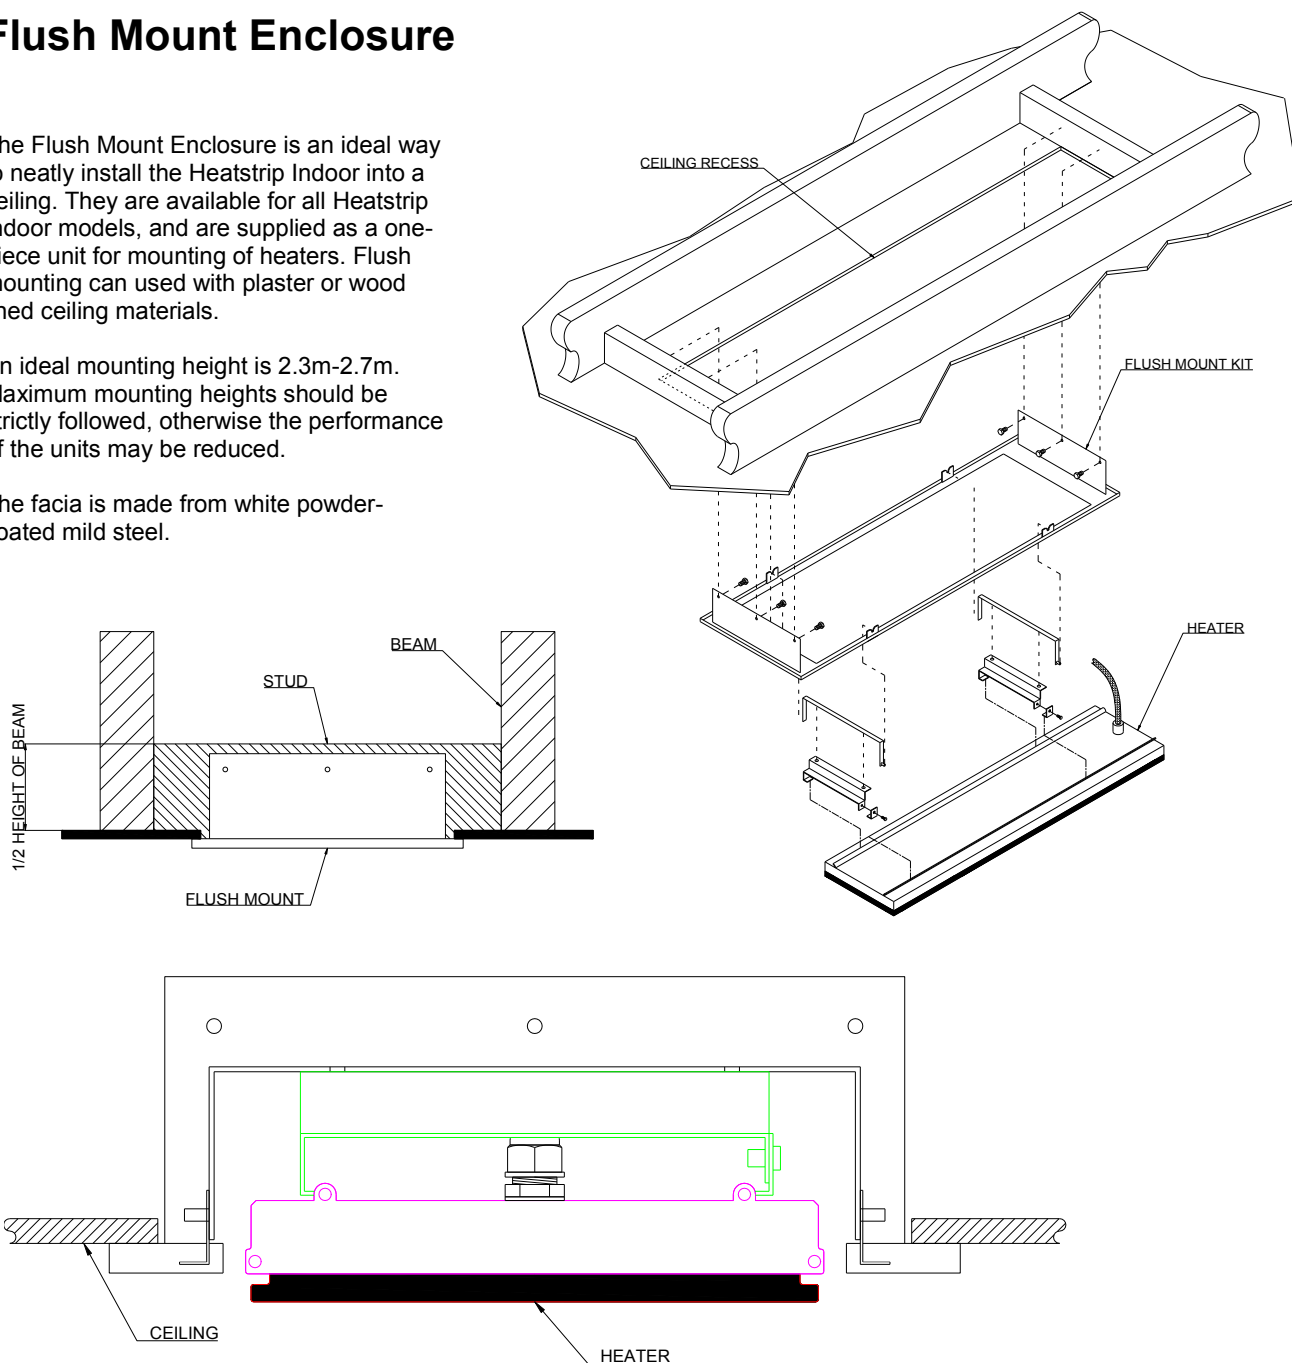 Flush Mount Enclosure
he Flush Mount Enclosure is an ideal way
o neatly install the Heatstrip Indoor into a
eiling. They are available for all Heatstrip
ndoor models, and are supplied as a one-
iece unit for mounting of heaters. Flush
mounting can used with plaster or wood
ned ceiling materials.
n ideal mounting height is 2.3m-2.7m.
Maximum mounting heights should be
trictly followed, otherwise the performance
f the units may be reduced.
he facia is made from white powder-
oated mild steel.
CEILING RECESS
FLUSH MOUNT KIT
HEATER
BEAM
STUD
1/2 HEIGHT OF BEAM
FLUSH MOUNT
CEILING
HEATER